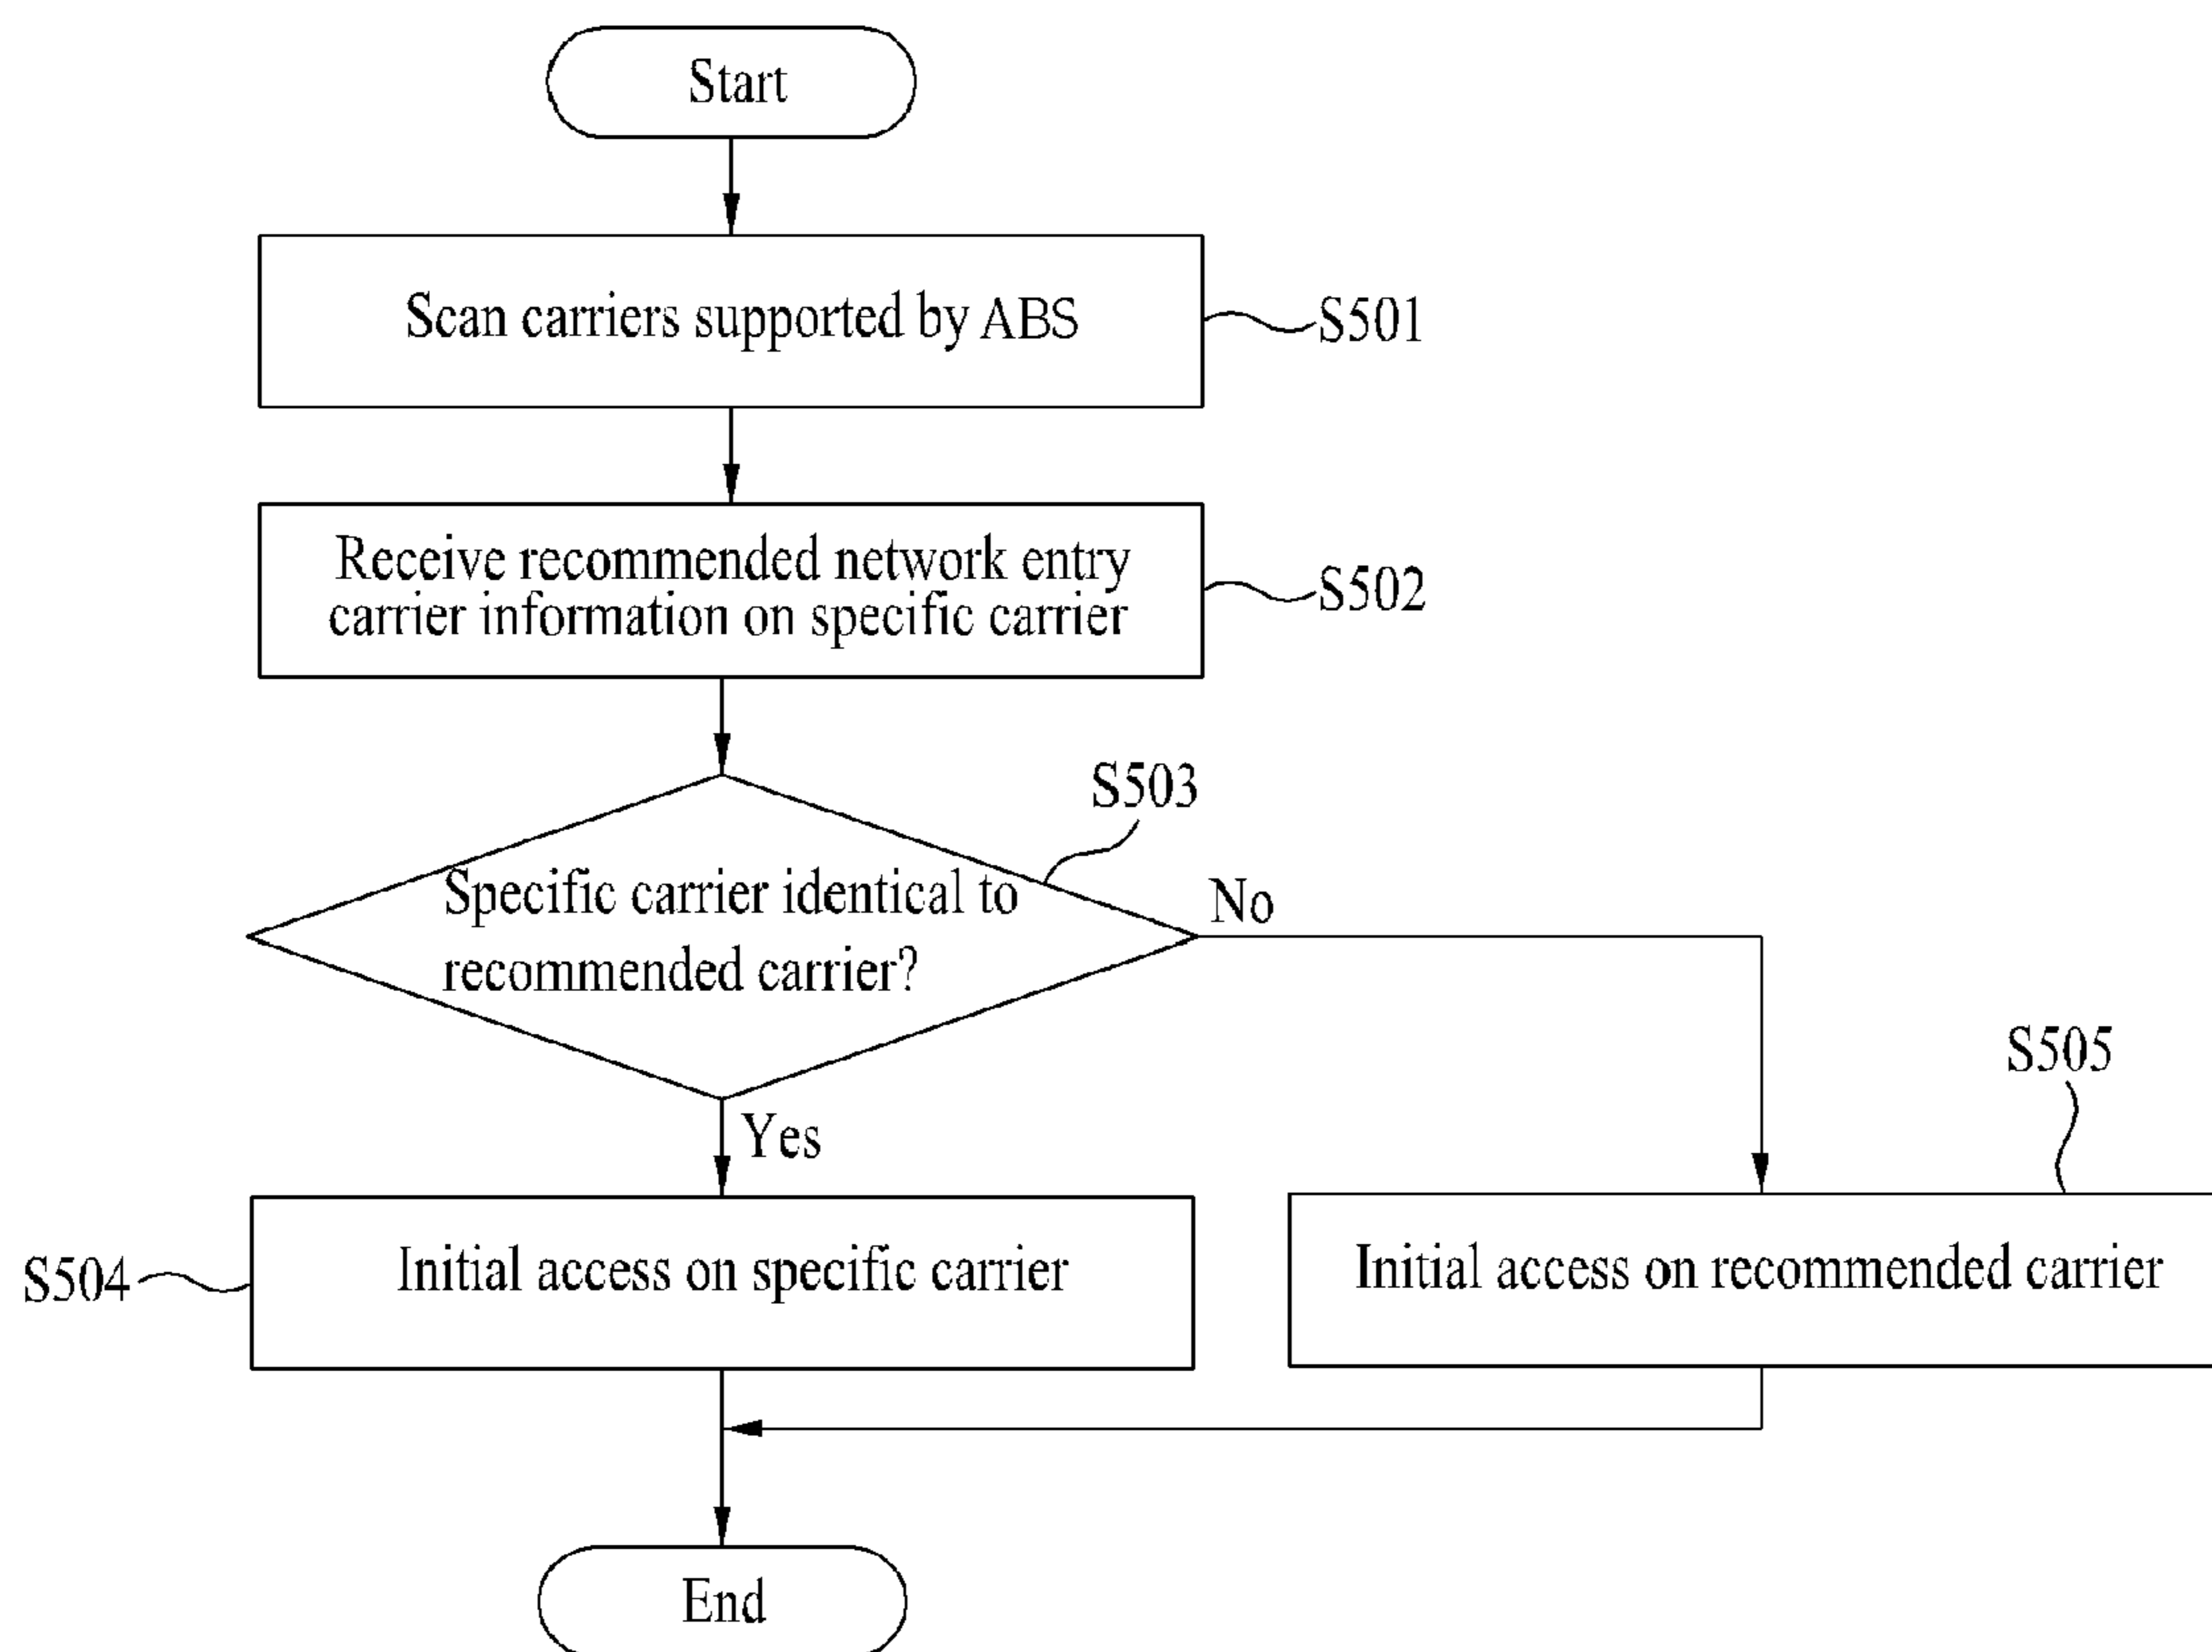 Start
Scan carriers supported by ABS
S501
Receive recommended network entry
carrier information on specific carrier
S502
S503
Specific carrier identical to
recommended carrier?
No
Yes
S505
S504
Initial access on specific carrier
Initial access on recommended carrier
End